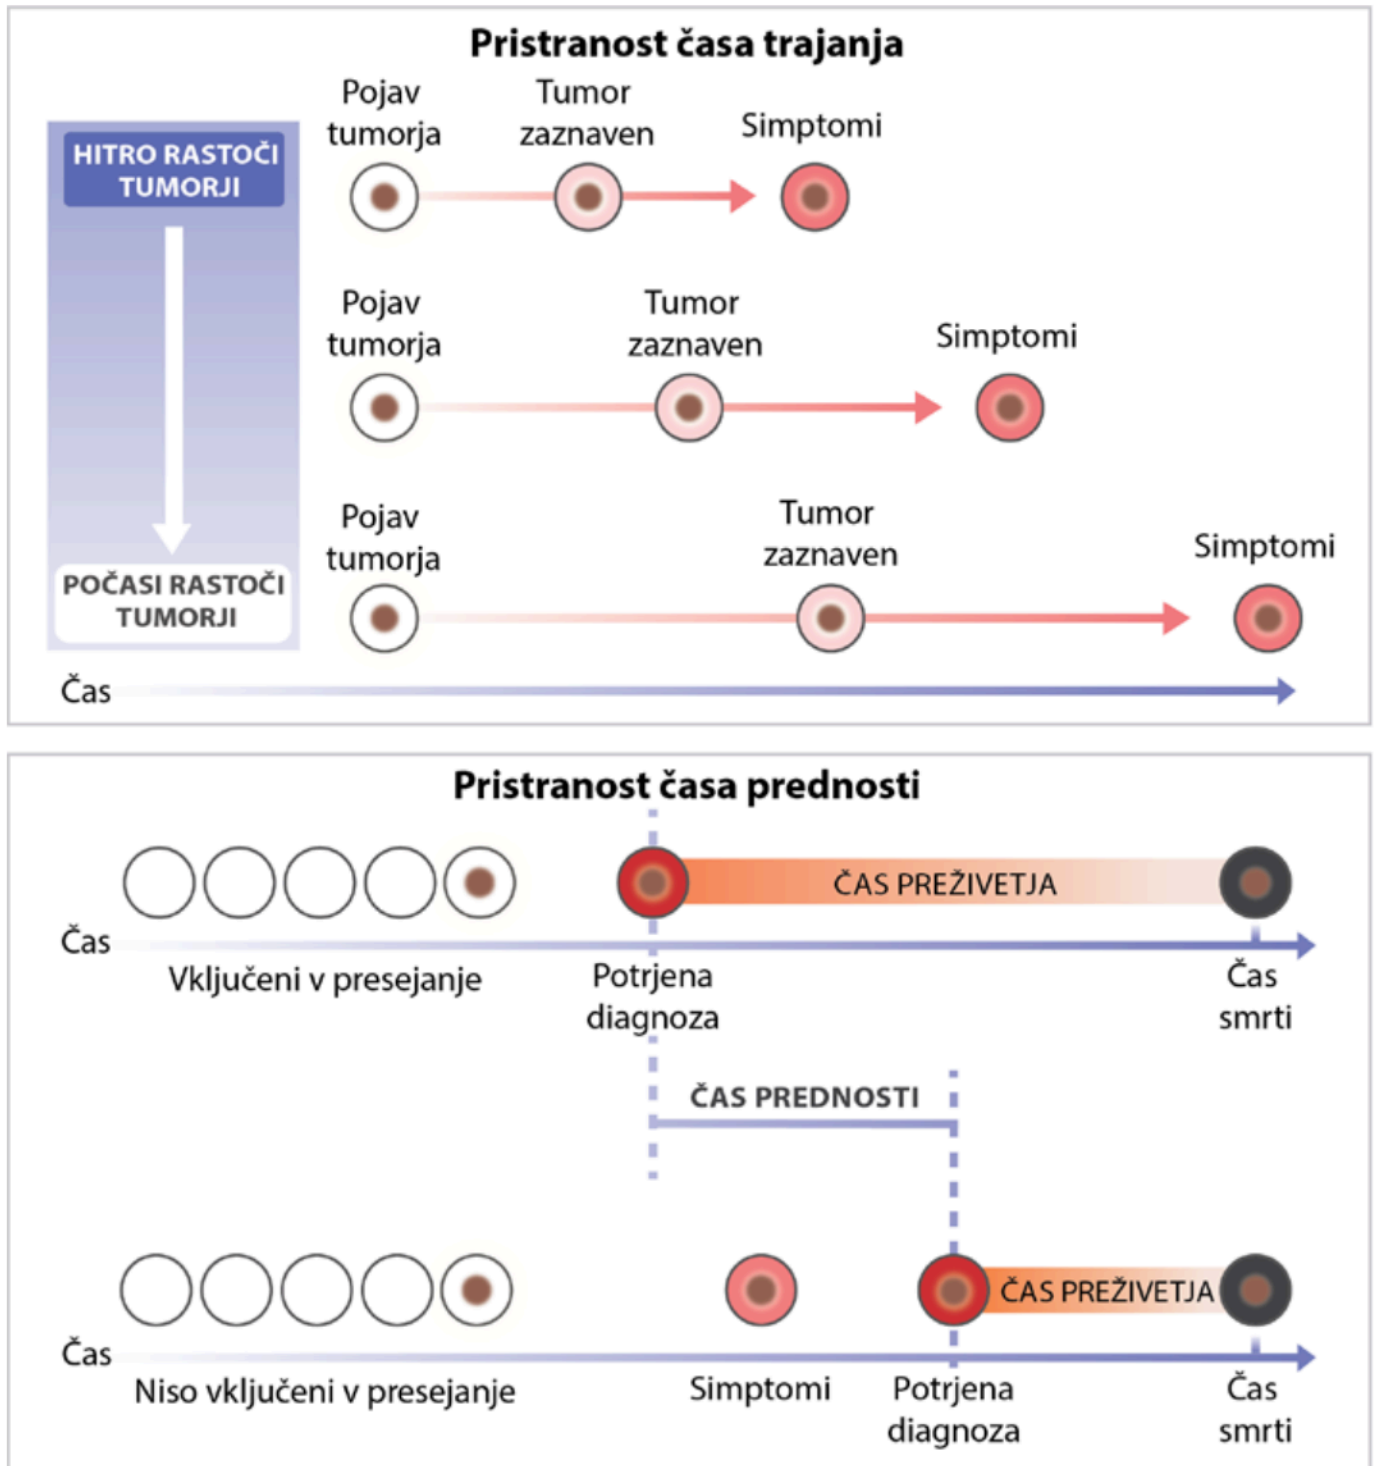 Pristranost časa trajanja
HITRO RASTOČI
TUMORJI
Pojav
tumorja
Tumor
zaznaven
Simptomi
Pojav
tumorja
Tumor
zaznaven
Simptomi
POČASI RASTOČI
TUMORJI
Pojav
tumorja
Tumor
zaznaven
Simptomi
Čas
Pristranost časa prednosti
ČAS PREŽIVETJA
Čas
Vključeni v presejanje
Potrjena
diagnoza
Čas
smrti
ČAS PREDNOSTI
ČAS PREŽIVETJA
Čas
Niso vključeni v presejanje
Simptomi
Potrjena
diagnoza
Čas
smrti